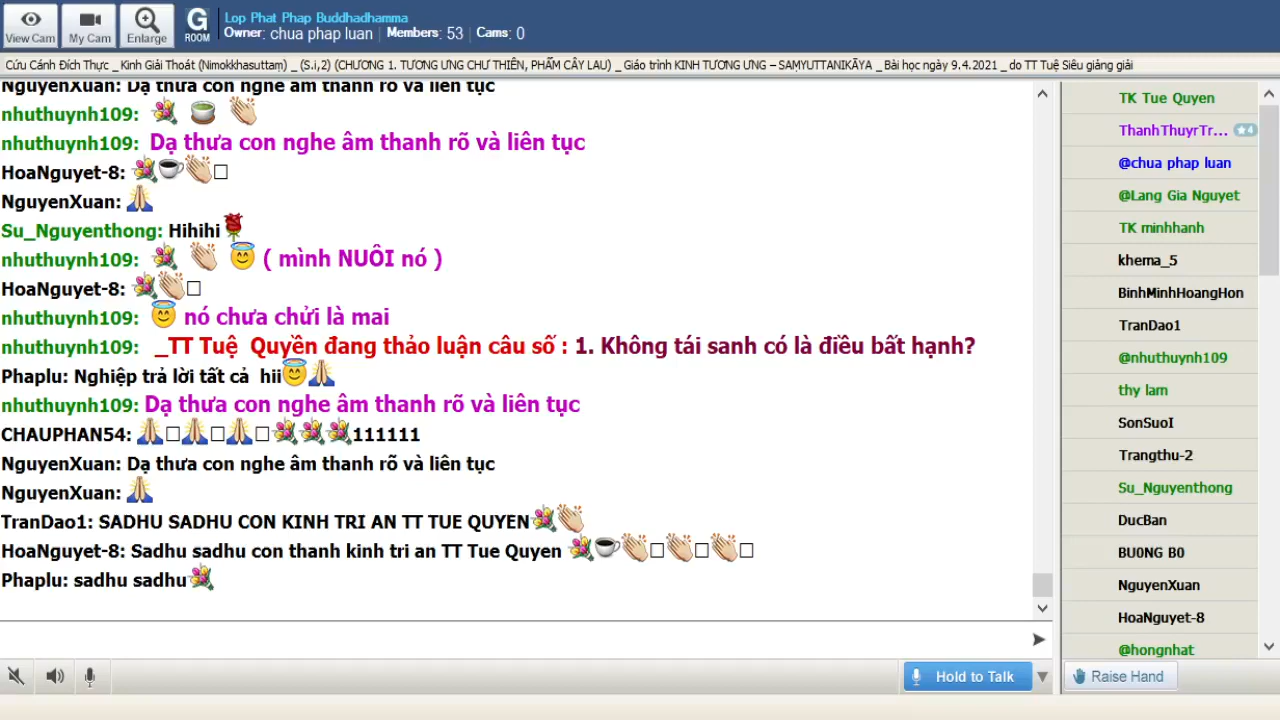 View Cam
My Cam
Enlarge
G
ROOM
Lop Phat Phap Buddhadhamma
Owner: chua phap luan Members: 53 Cams: 0
Cứu Cánh Đích Thực _ Kinh Giải Thoát (Nimokkhasuttaṃ) _ (S.i,2) (CHƯƠNG 1. TƯƠNG ƯNG CHƯ THIÊN, PHẨM CÂY LAU) _ Giáo trình KINH TƯƠNG ƯNG – SAṂYUTTANIKĀYA _ Bài học ngày 9.4.2021 _ do TT Tuệ Siêu giảng giải
NguyenXuan: Dạ thưa con nghe âm thanh rõ và liên tục
nhuthuynh109:
nhuthuynh109: Dạ thưa con nghe âm thanh rõ và liên tục
HoaNguyet-8:
NguyenXuan:
Su_Nguyenthong: Hihihi
nhuthuynh109: ( mình NUÔI nó )
HoaNguyet-8:
nhuthuynh109: nó chưa chửi là mai
nhuthuynh109: _TT Tuệ Quyền đang thảo luận câu số : 1. Không tái sanh có là điều bất hạnh?
Phaplu: Nghiệp trả lời tất cả hii
nhuthuynh109: Dạ thưa con nghe âm thanh rõ và liên tục
CHAUPHAN54: 111111
NguyenXuan: Dạ thưa con nghe âm thanh rõ và liên tục
NguyenXuan:
TranDao1: SADHU SADHU CON KINH TRI AN TT TUE QUYEN
HoaNguyet-8: Sadhu sadhu con thanh kinh tri an TT Tue Quyen
Phaplu: sadhu sadhu
Hold to Talk
TK Tue Quyen
ThanhThuyrTr... 4
@chua phap luan
@Lang Gia Nguyet
TK minhhanh
khema_5
BinhMinhHoangHon
TranDao1
@nhuthuynh109
thy lam
SonSuoI
Trangthu-2
Su_Nguyenthong
DucBan
BU0NG B0
NguyenXuan
HoaNguyet-8
@hongnhat
Raise Hand